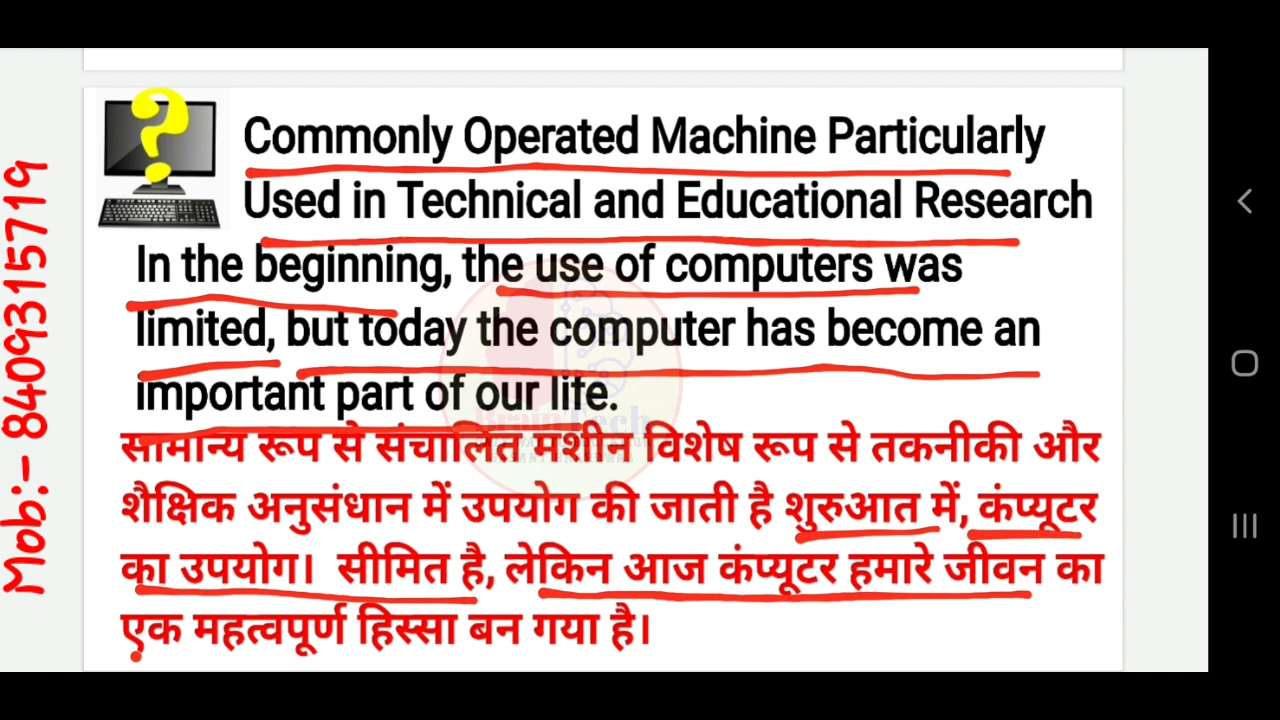 Commonly Operated Machine Particularly
Used in Technical and Educational Research
In the beginning, the use of computers was
limited, but today the computer has become an
important part of our lite.
सामान्य रूप से संचालित मशीन विशेष रूप से तकनीकी और
शैक्षिक अनुसंधान में उपयोग की जाती है शुरुआत में, कंप्यूटर
का उपयोग। सीमित है, लेकिन आज कंप्यूटर हमारे जीवन का
एक महत्वपूर्ण हिस्सा बन गया है।
Mob:- 8409315719
BrainTech